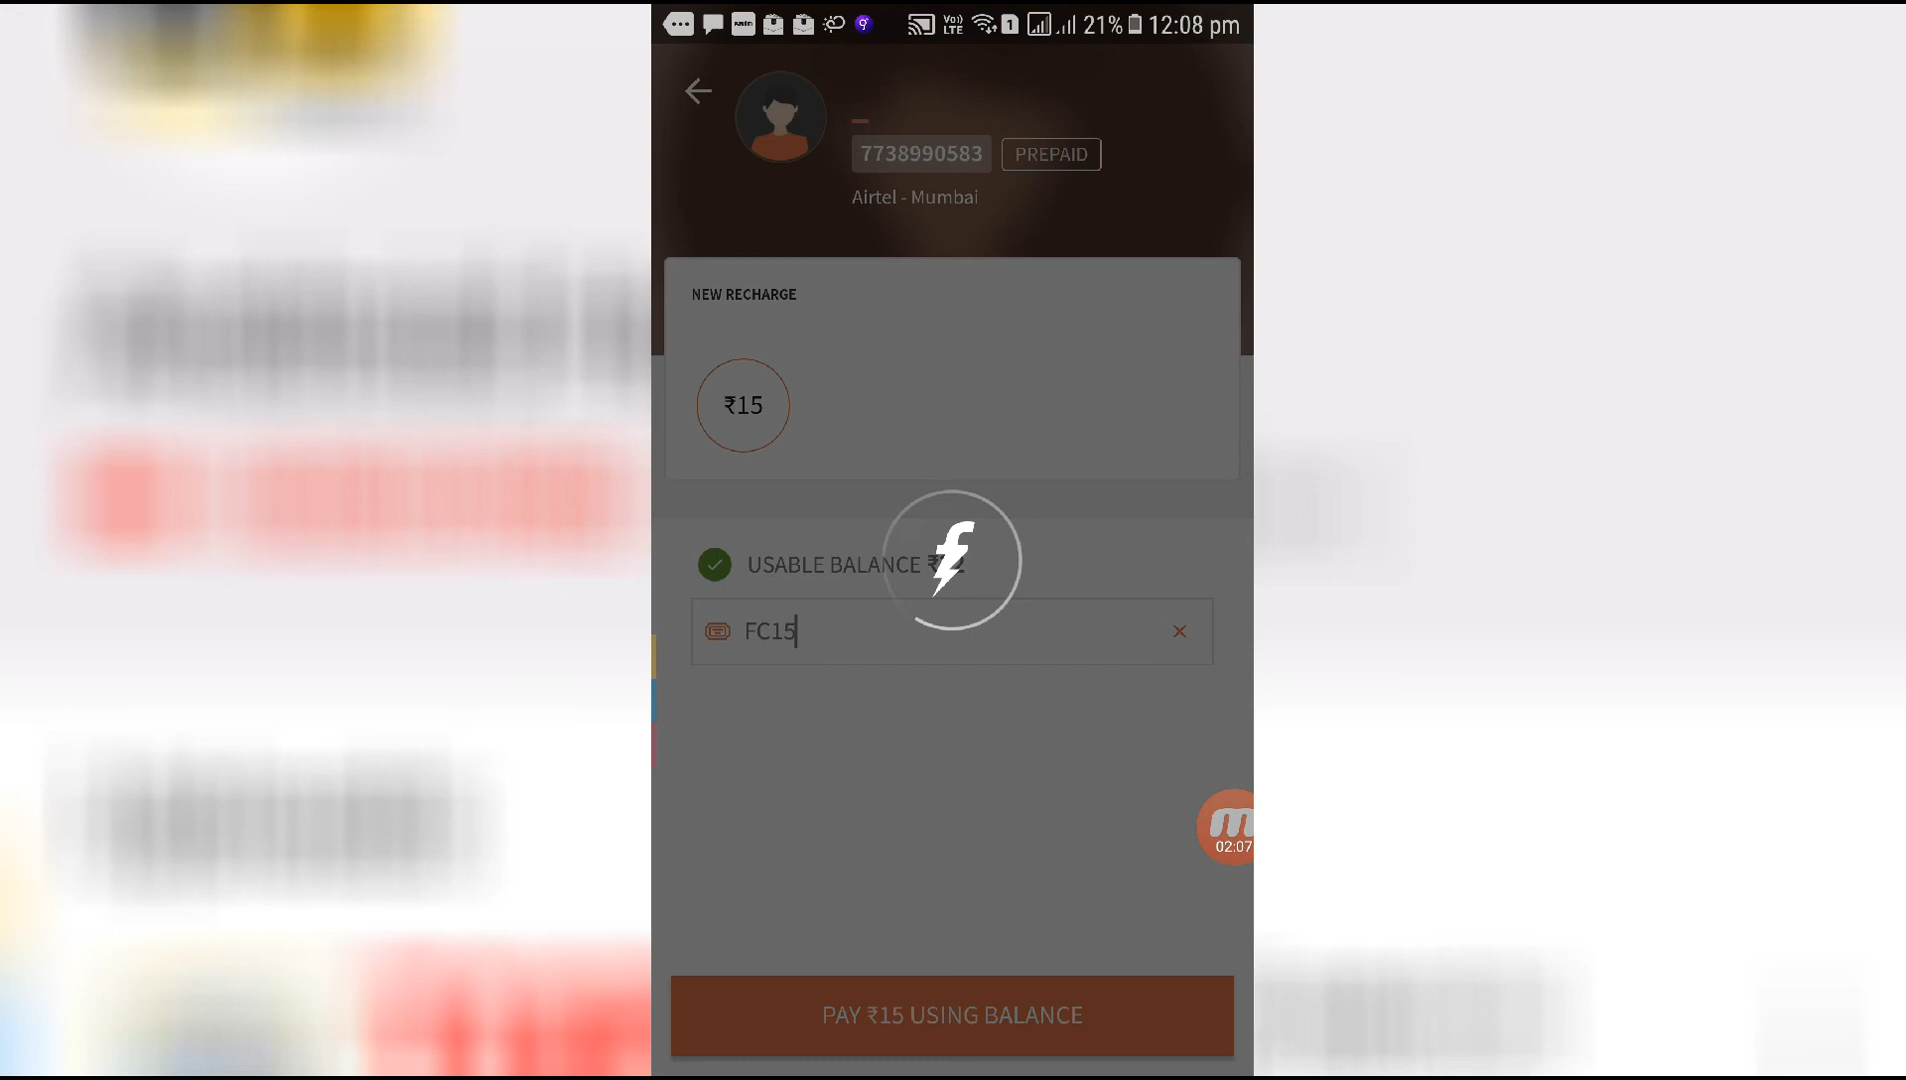 21% 12:08 pm
7738990583 PREPAID
Airtel - Mumbai
NEW RECHARGE
₹15
USABLE BALANCE
FC15
02:07
PAY ₹15 USING BALANCE